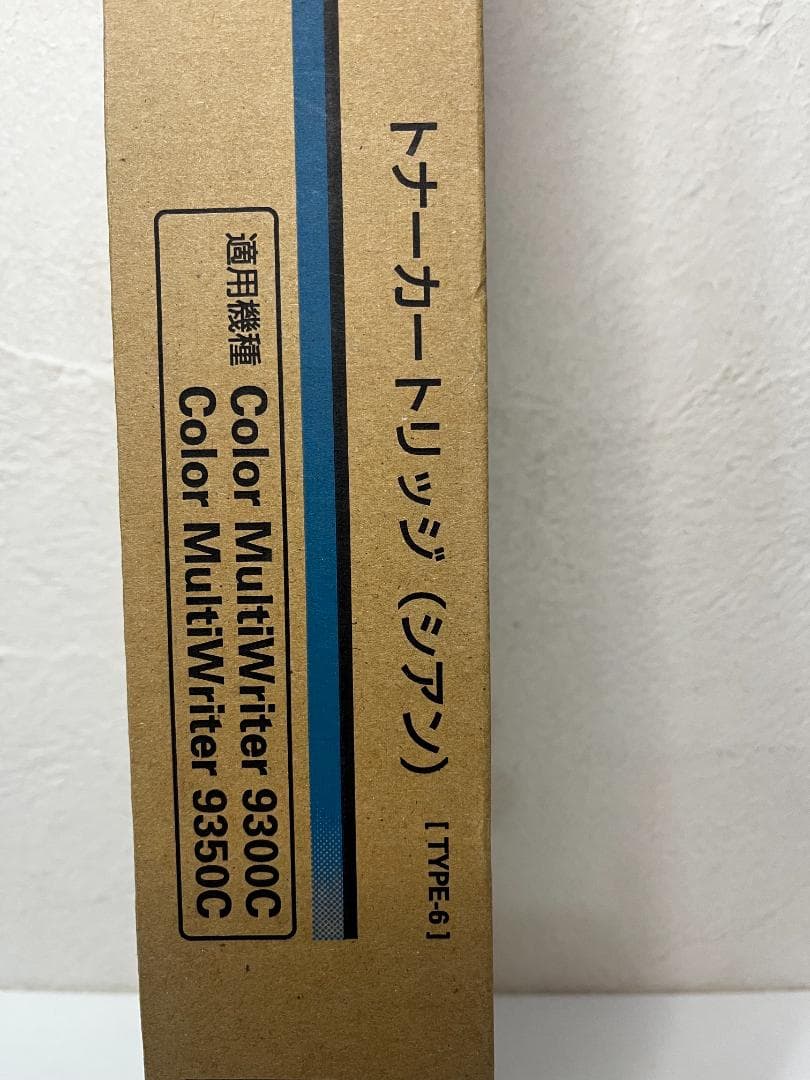 トナーカートリッジ（シアン） [ TYPE-6 ]
適用機種 Color MultiWriter 9300C
Color MultiWriter 9350C